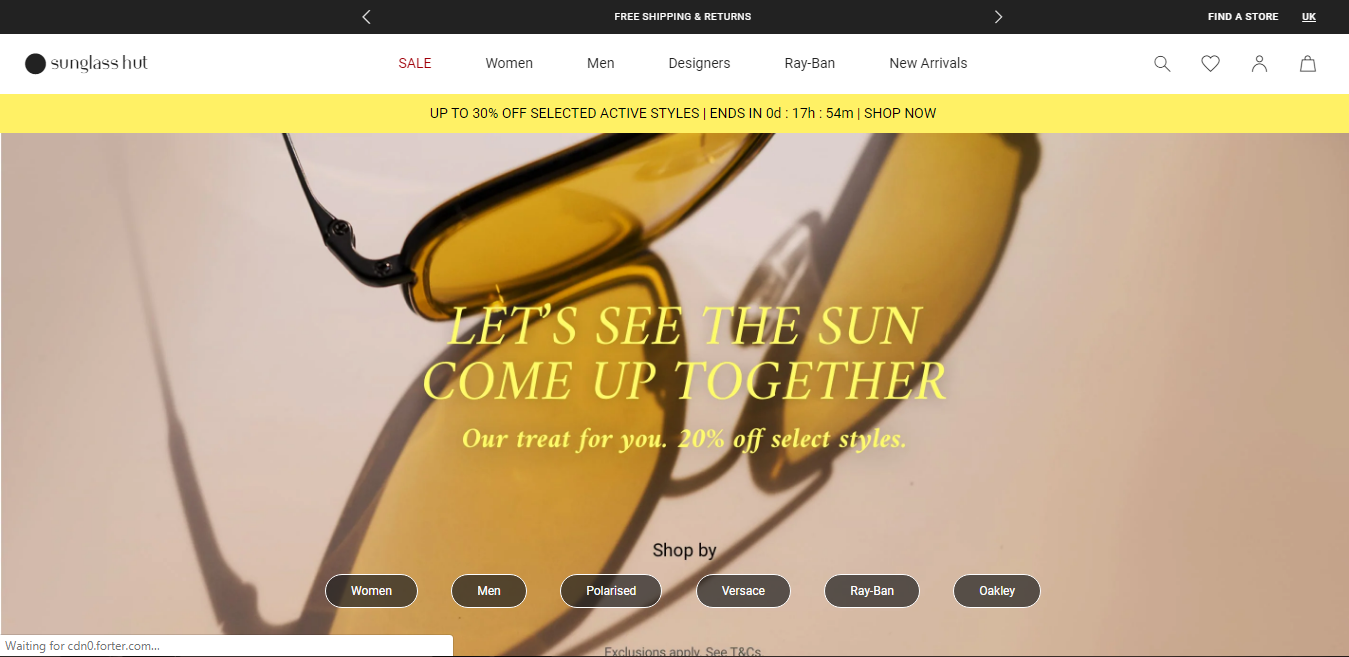 FREE SHIPPING & RETURNS
FIND A STORE
UK
sunglass hut
SALE
Women
Men
Designers
Ray-Ban
New Arrivals
UP TO 30% OFF SELECTED ACTIVE STYLES | ENDS IN 0d : 17h : 54m | SHOP NOW
LET'S SEE THE SUN
COME UP TOGETHER
Our treat for you. 20% off select styles.
Shop by
Women
Men
Polarised
Versace
Ray-Ban
Oakley
Waiting for cdn0.forter.com...
Exclusions apply. See T&Cs.